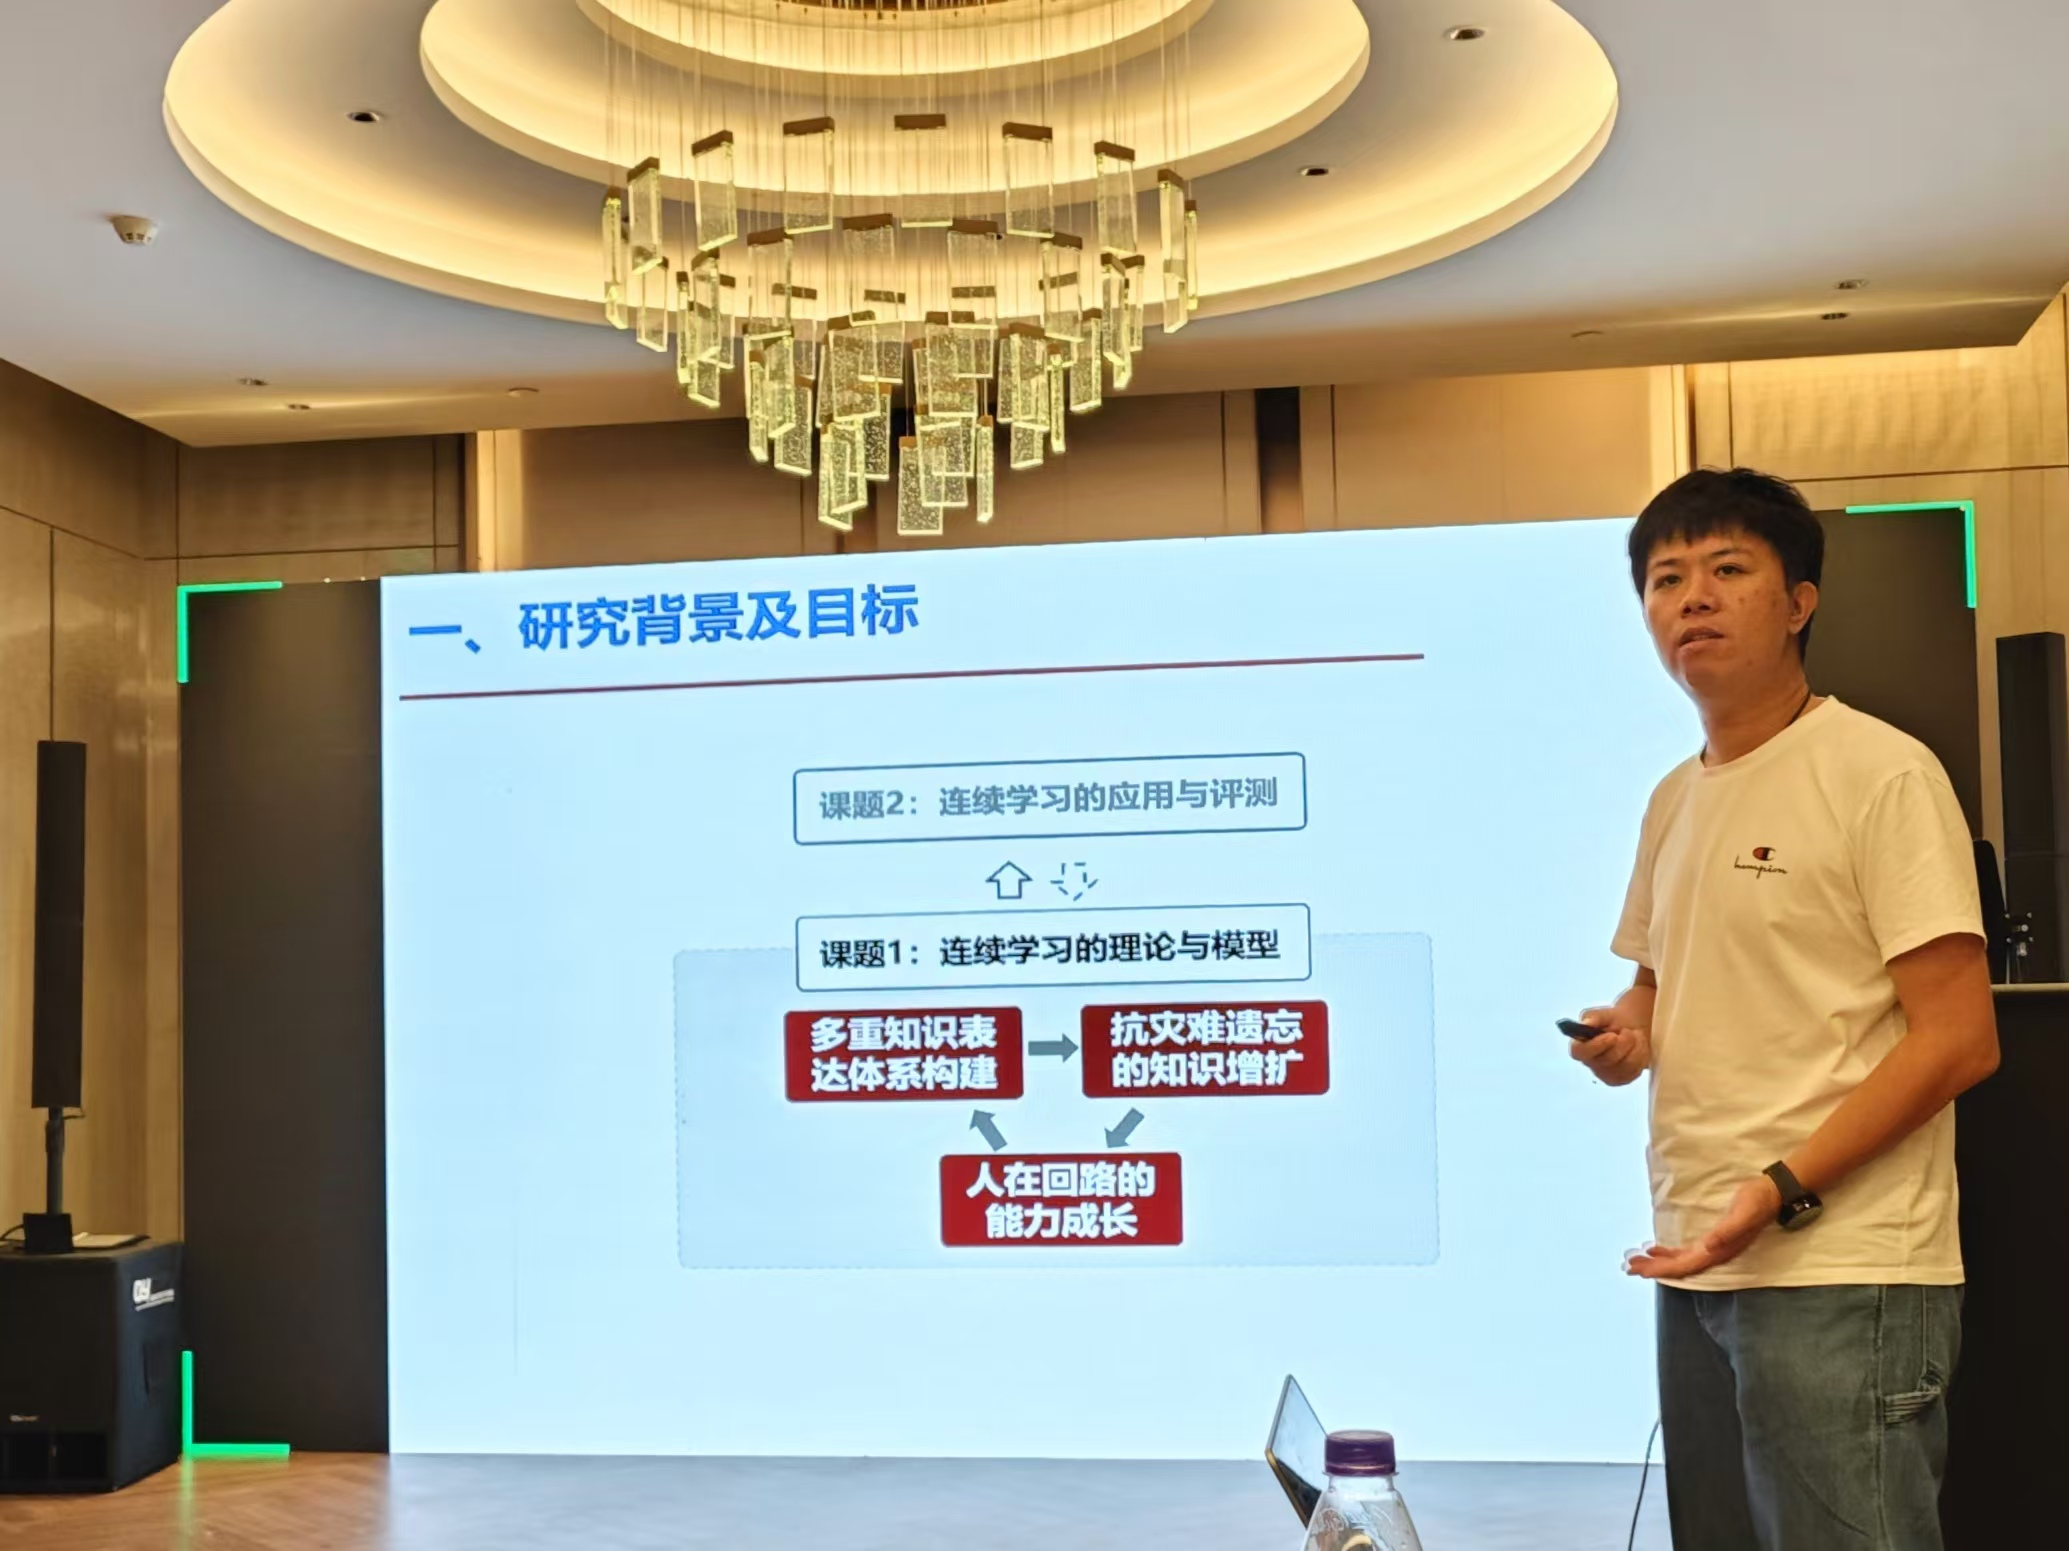 一、研究背景及目标
课题2：连续学习的应用与评测
课题1：连续学习的理论与模型
多重知识表
达体系构建
抗灾难遗忘
的知识增扩
人在回路的
能力成长
Champion